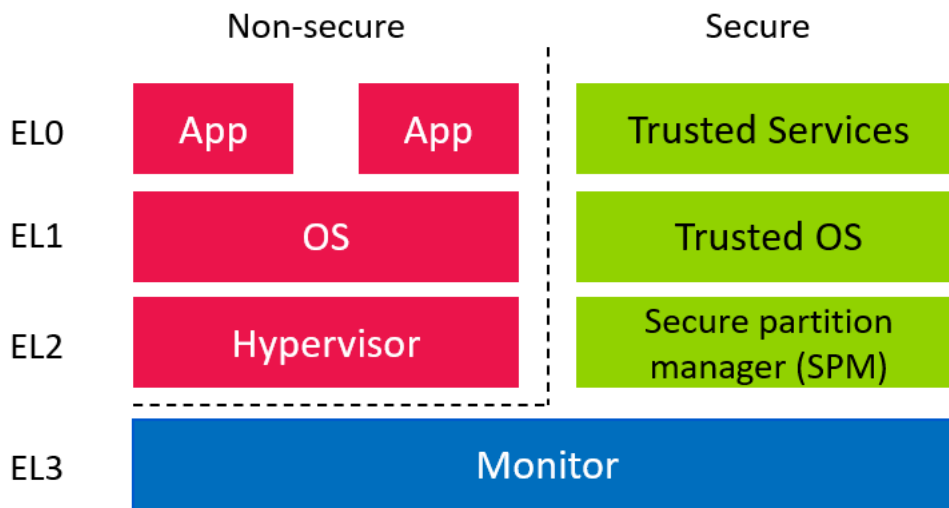 Non-secure
Secure
EL0
App
App
Trusted Services
EL1
OS
Trusted OS
EL2
Hypervisor
Secure partition
manager (SPM)
EL3
Monitor